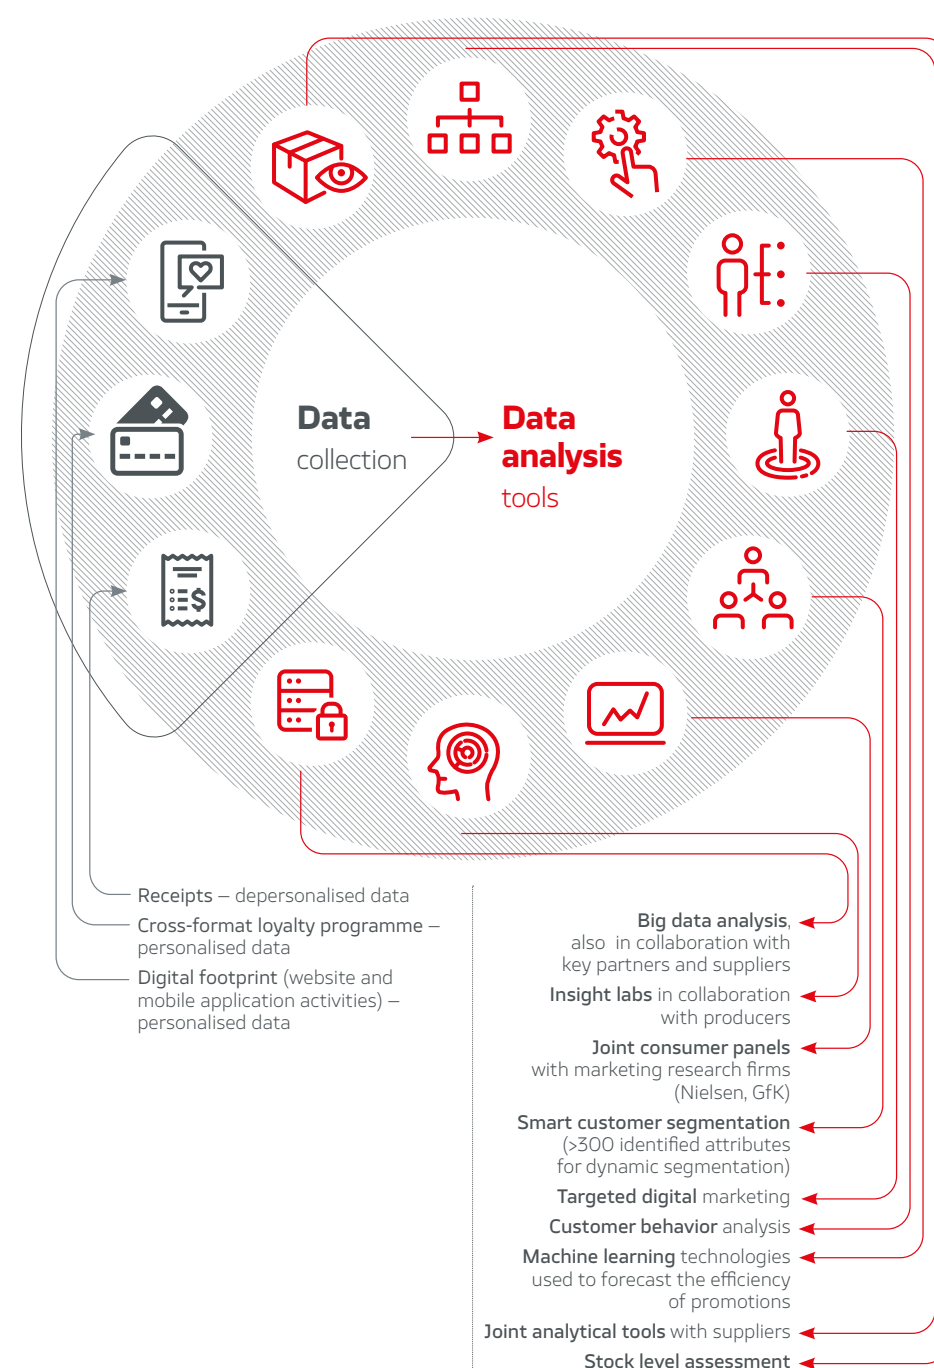 Data
collection
Data
analysis
tools
Receipts – depersonalised data
Cross-format loyalty programme –
personalised data
Digital footprint (website and
mobile application activities) –
personalised data
Big data analysis,
also in collaboration with
key partners and suppliers
Insight labs in collaboration
with producers
Joint consumer panels
with marketing research firms
(Nielsen, GfK)
Smart customer segmentation
(>300 identified attributes
for dynamic segmentation)
Targeted digital marketing
Customer behavior analysis
Machine learning technologies
used to forecast the efficiency
of promotions
Joint analytical tools with suppliers
Stock level assessment